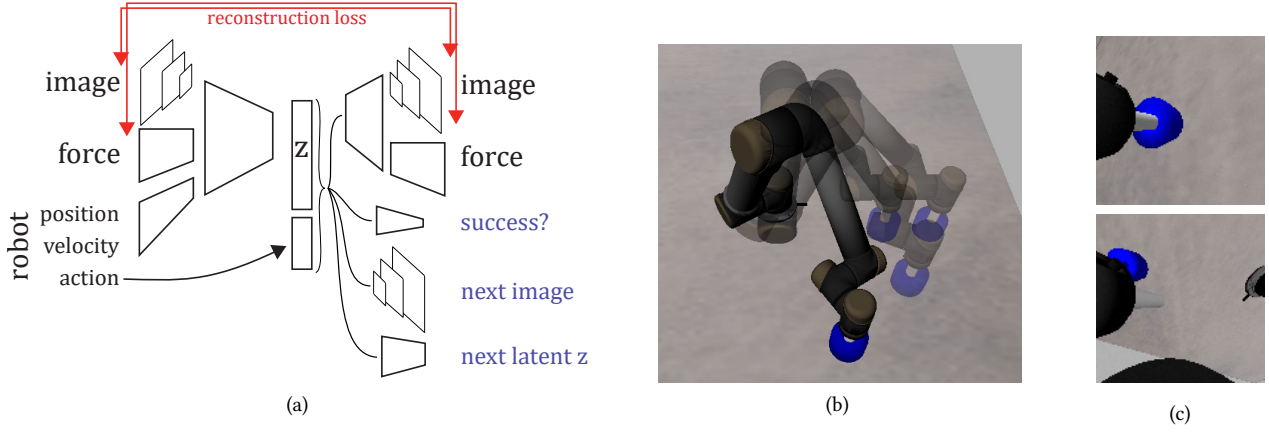 reconstruction loss
image
image
force
z
force
robot
position
velocity
action
success?
next image
next latent z
(a)
(b)
(c)